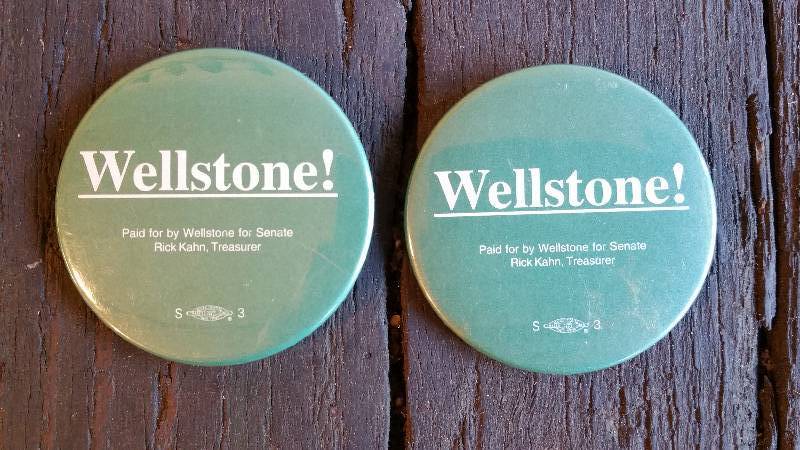 Wellstone!
Paid for by Wellstone for Senate
Rick Kahn, Treasurer
S 3
Wellstone!
Paid for by Wellstone for Senate
Rick Kahn, Treasurer
S 3